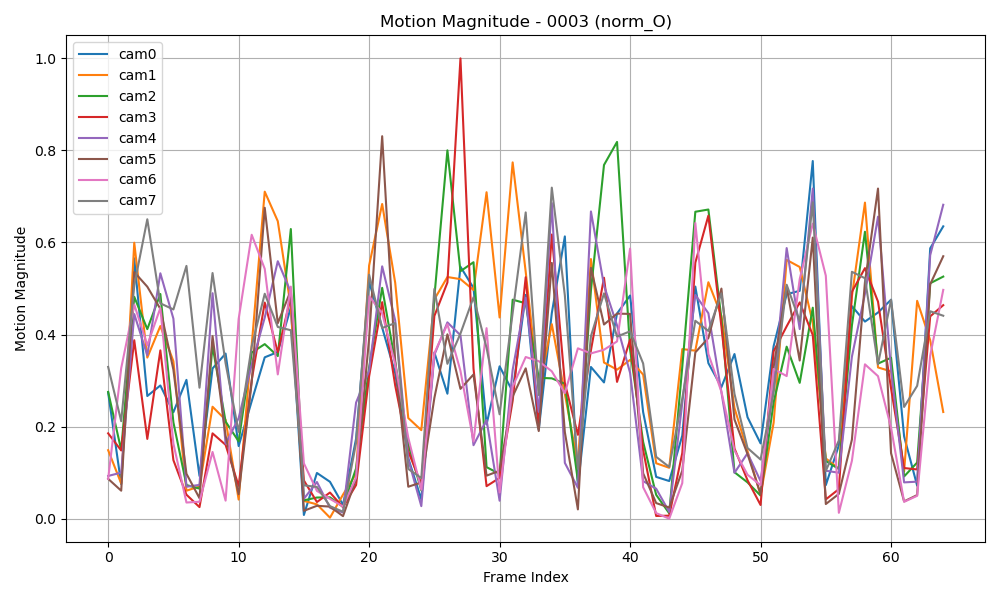 Motion Magnitude - 0003 (norm_O)
cam0
cam1
cam2
cam3
cam4
cam5
cam6
cam7
Motion Magnitude
1.0
0.8
0.6
0.4
0.2
0.0
0 10 20 30 40 50 60
Frame Index